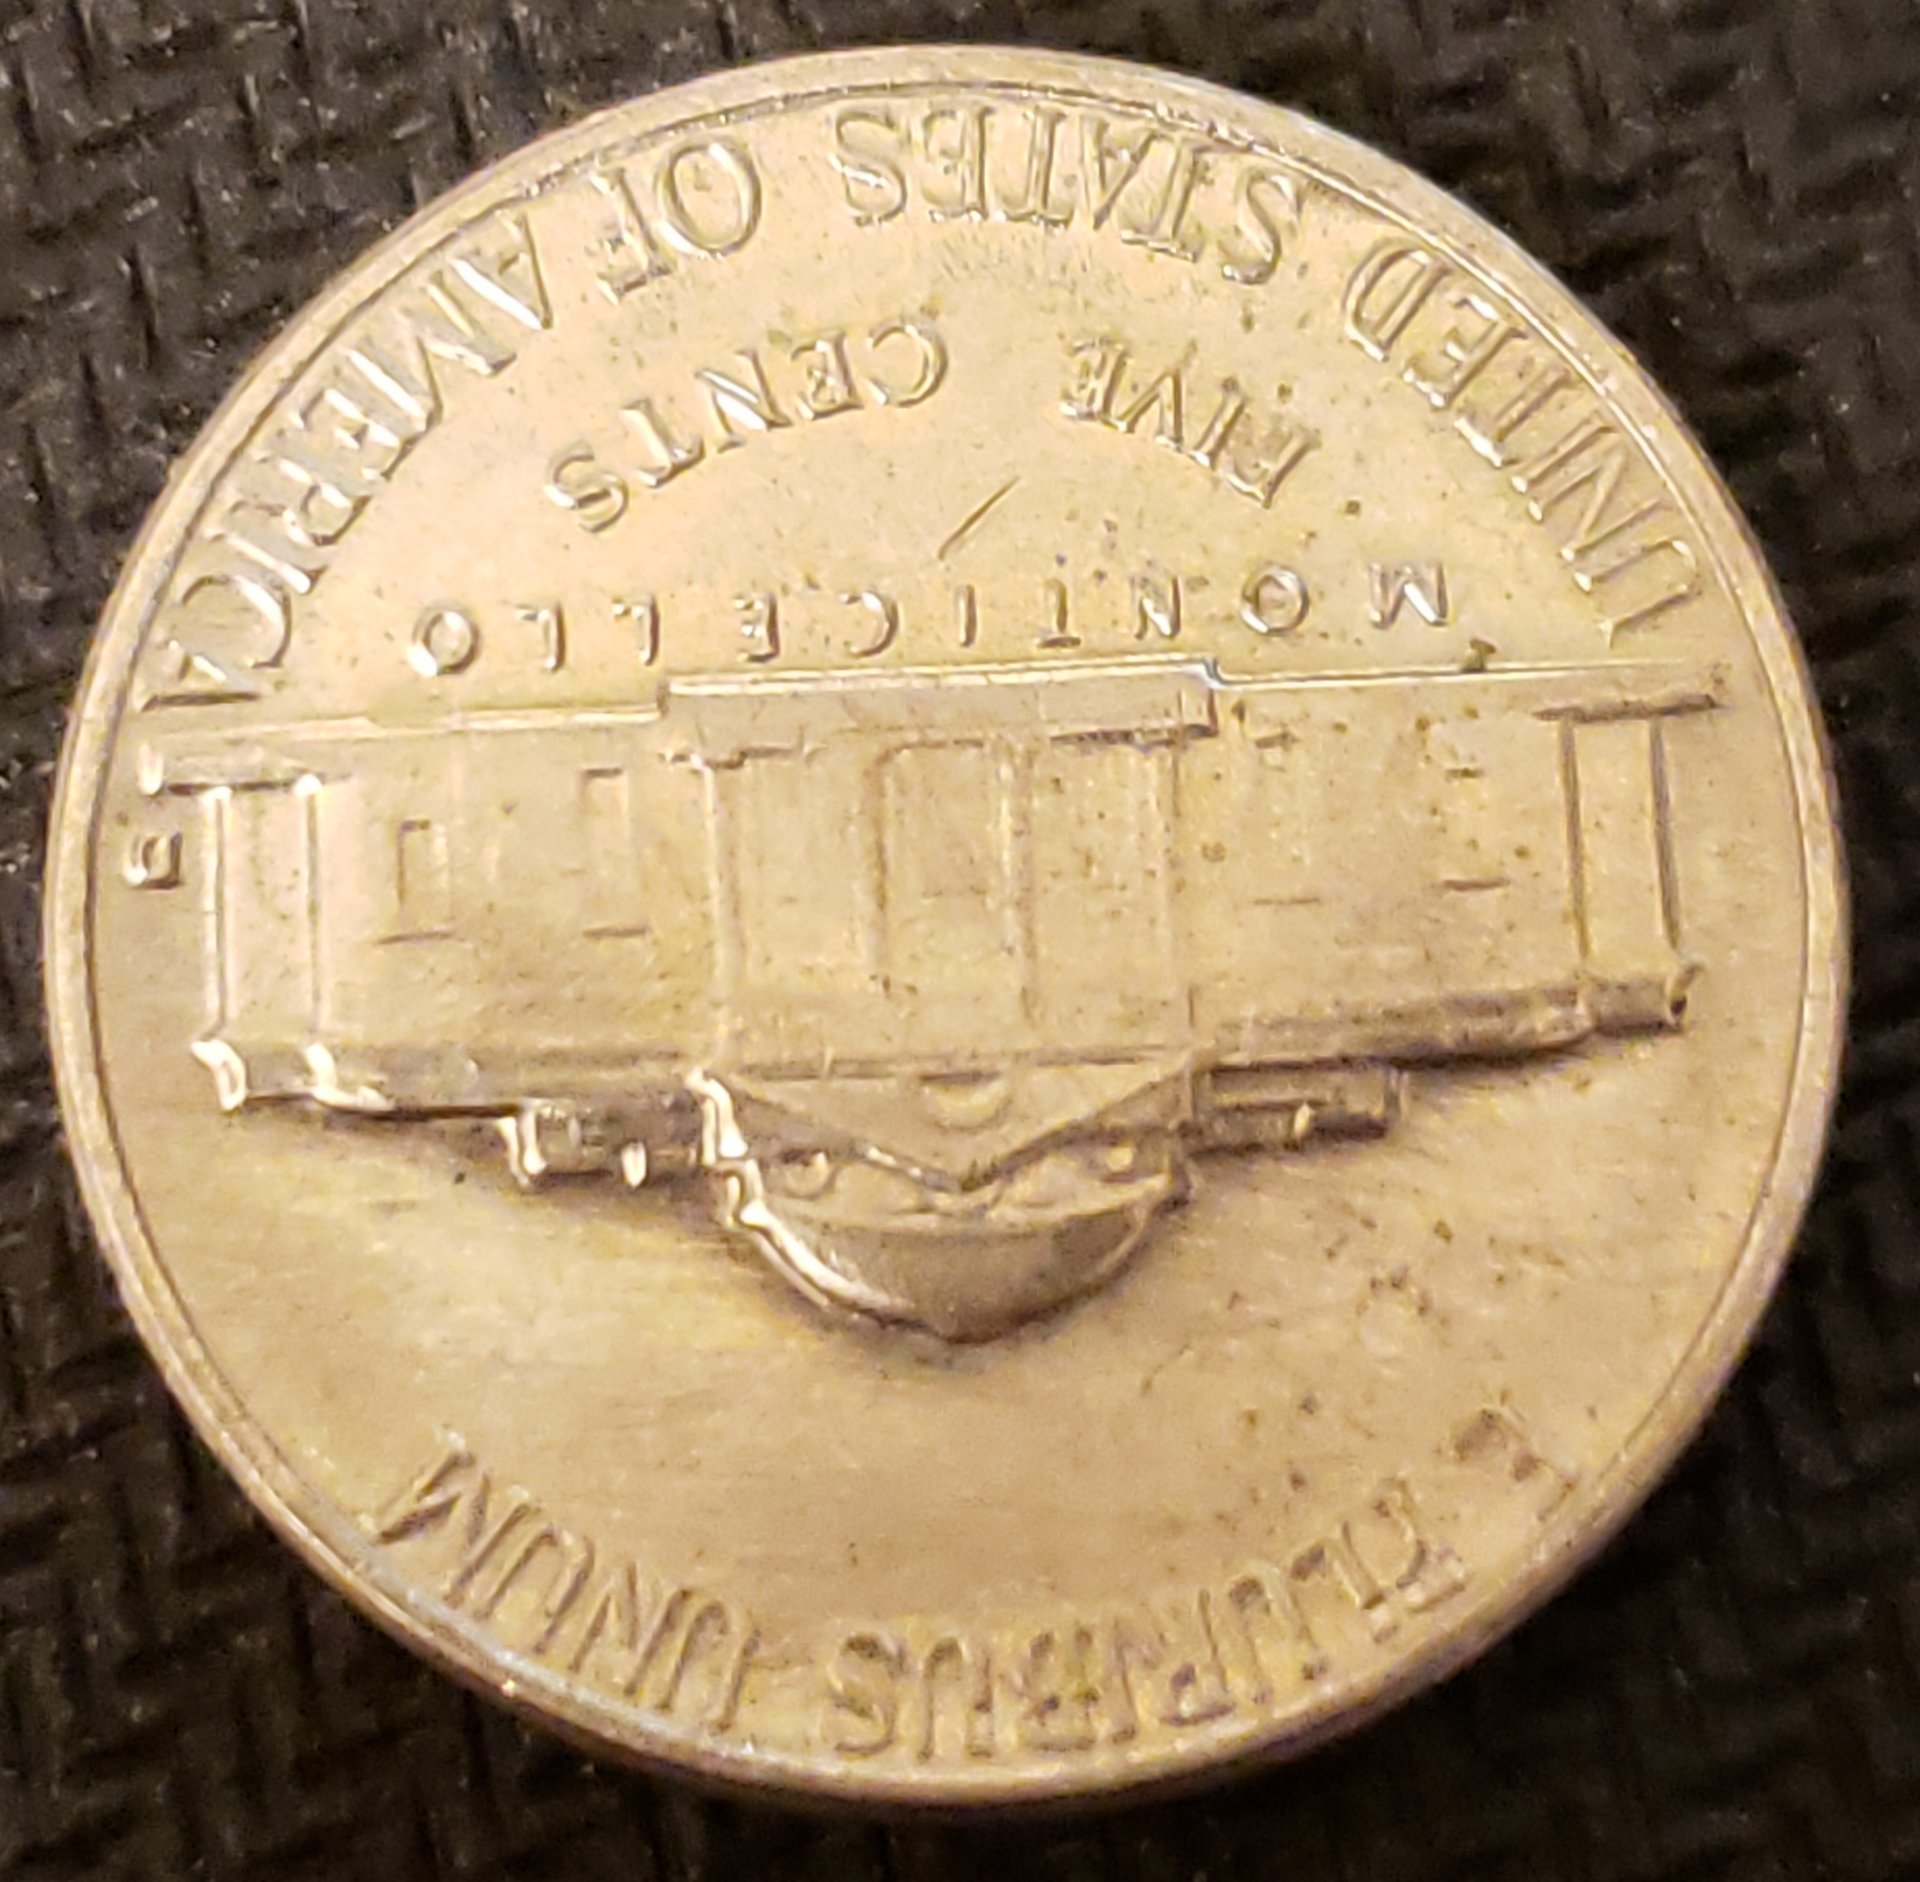 E PLURIBUS UNUM
D
MONTICELLO
FIVE CENTS
UNITED STATES OF AMERICA